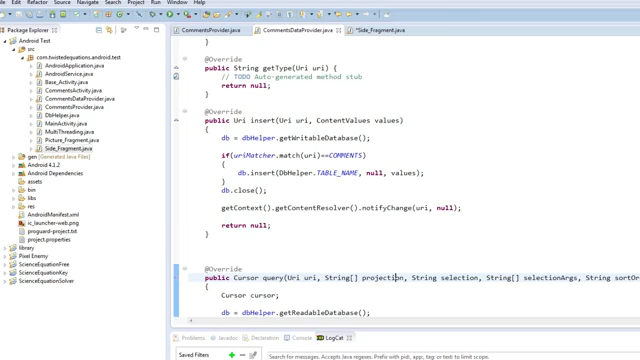 File Edit Refactor Source Navigate Search Project Run Window Help
Package Explorer
CommentsProvider.java
CommentsDataProvider.java
*Side_Fragment.java
Android Test
src
com.twistedequations.android.test
AndroidApplication.java
AndroidService.java
Base_Activity.java
CommentsActivity.java
CommentsDataProvider.java
CommentsProvider.java
DbHelper.java
MainActivity.java
MultiThreading.java
Picture_Fragment.java
Side_Fragment.java
gen [Generated Java Files]
Android 4.1.2
Android Dependencies
assets
bin
libs
res
AndroidManifest.xml
ic_launcher-web.png
proguard-project.txt
project.properties
library
Pixel Enemy
ScienceEquationFree
ScienceEquationKey
ScienceEquationSolver
}
@Override
public String getType(Uri uri) {
// TODO Auto-generated method stub
return null;
}
@Override
public Uri insert(Uri uri, ContentValues values)
{
db = dbHelper.getWritableDatabase();
if(uriMatcher.match(uri)==COMMENTS)
{
db.insert(DbHelper.TABLE_NAME, null, values);
}
db.close();
getContext().getContentResolver().notifyChange(uri, null);
return null;
}
@Override
public Cursor query(Uri uri, String[] projection, String selection, String[] selectionArgs, String sortOr
{
Cursor cursor;
db = dbHelper.getReadableDatabase();
Problems
Javadoc
Declaration
Console
LogCat
Saved Filters
Search for messages. Accepts Java regexes. Prefix with pid:, app:, tag: or text: to limit scope.